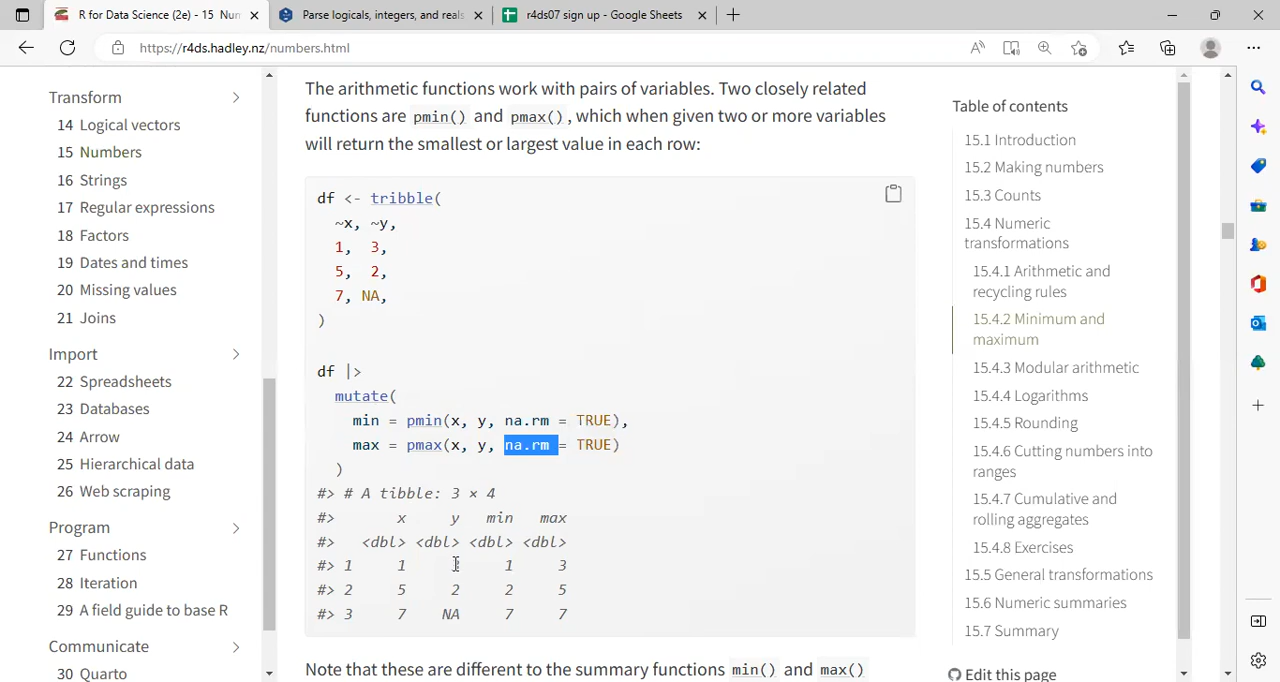 R for Data Science (2e) - 15 Num
Parse logicals, integers, and reals
r4ds07 sign up - Google Sheets
https://r4ds.hadley.nz/numbers.html
Transform
14 Logical vectors
15 Numbers
16 Strings
17 Regular expressions
18 Factors
19 Dates and times
20 Missing values
21 Joins
Import
22 Spreadsheets
23 Databases
24 Arrow
25 Hierarchical data
26 Web scraping
Program
27 Functions
28 Iteration
29 A field guide to base R
Communicate
30 Quarto
The arithmetic functions work with pairs of variables. Two closely related
functions are pmin() and pmax(), which when given two or more variables
will return the smallest or largest value in each row:
df <- tribble(
~x, ~y,
1, 3,
5, 2,
7, NA,
)
df |>
mutate(
min = pmin(x, y, na.rm = TRUE),
max = pmax(x, y, na.rm = TRUE)
)
#> # A tibble: 3 × 4
#> x y min max
#> <dbl> <dbl> <dbl> <dbl>
#> 1 1 1 3
#> 2 5 2 2 5
#> 3 7 NA 7 7
Note that these are different to the summary functions min() and max()
Table of contents
15.1 Introduction
15.2 Making numbers
15.3 Counts
15.4 Numeric
transformations
15.4.1 Arithmetic and
recycling rules
15.4.2 Minimum and
maximum
15.4.3 Modular arithmetic
15.4.4 Logarithms
15.4.5 Rounding
15.4.6 Cutting numbers into
ranges
15.4.7 Cumulative and
rolling aggregates
15.4.8 Exercises
15.5 General transformations
15.6 Numeric summaries
15.7 Summary
Edit this page